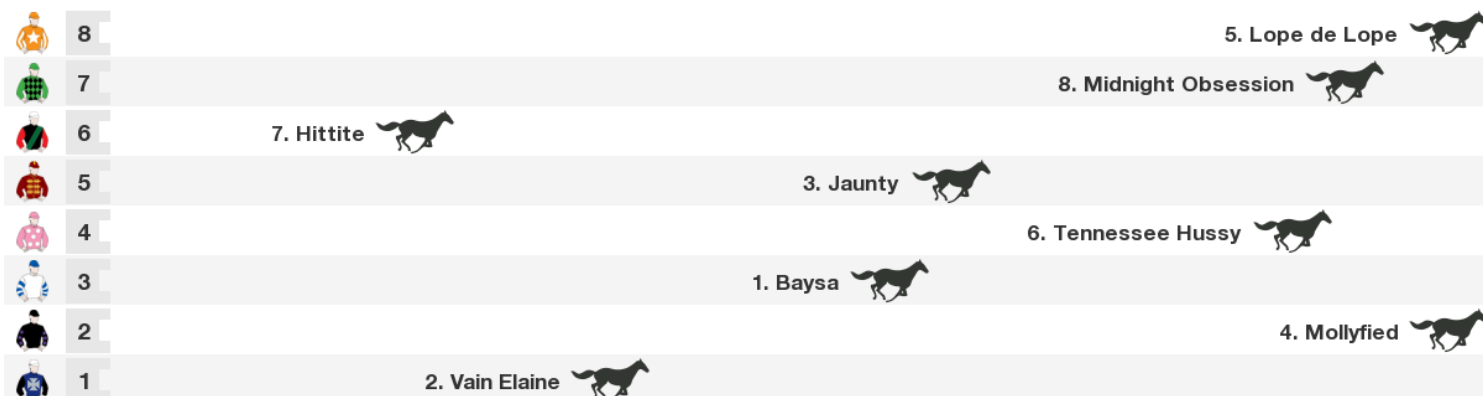 8 5. Lope de Lope
7 8. Midnight Obsession
6 7. Hittite
5 3. Jaunty
4 6. Tennessee Hussy
3 1. Baysa
2 4. Mollyfied
1 2. Vain Elaine